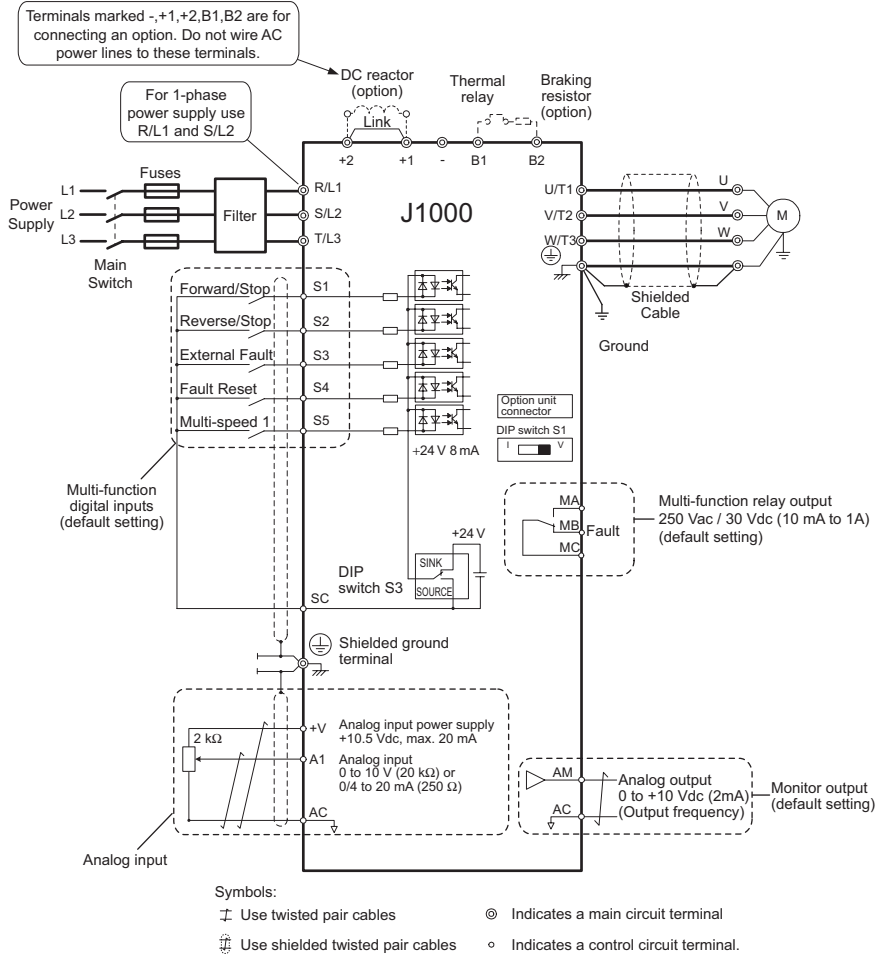 Terminals marked -,+1,+2,B1,B2 are for
connecting an option. Do not wire AC
power lines to these terminals.
DC reactor
(option)
Thermal
relay
Braking
resistor
(option)
For 1-phase
power supply use
R/L1 and S/L2
Link
+2
+1
-
B1
B2
Fuses
L1
R/L1
Power
Supply
L2
Filter
S/L2
L3
T/L3
Main
Switch
J1000
U/T1
U
V/T2
V
M
W/T3
W
Shielded
Cable
Ground
Forward/Stop
S1
Reverse/Stop
S2
External Fault
S3
Fault Reset
S4
Multi-speed 1
S5
+24 V 8 mA
Option unit
connector
DIP switch S1
I
V
Multi-function
digital inputs
(default setting)
MA
MB
Fault
MC
Multi-function relay output
250 Vac / 30 Vdc (10 mA to 1A)
(default setting)
+24 V
DIP
switch S3
SINK
SOURCE
SC
Shielded ground
terminal
2 kΩ
+V
Analog input power supply
+10.5 Vdc, max. 20 mA
A1
Analog input
0 to 10 V (20 kΩ) or
0/4 to 20 mA (250 Ω)
AC
Analog input
AM
Analog output
0 to +10 Vdc (2mA)
(Output frequency)
AC
Monitor output
(default setting)
Symbols:
Use twisted pair cables
Indicates a main circuit terminal
Use shielded twisted pair cables
Indicates a control circuit terminal.